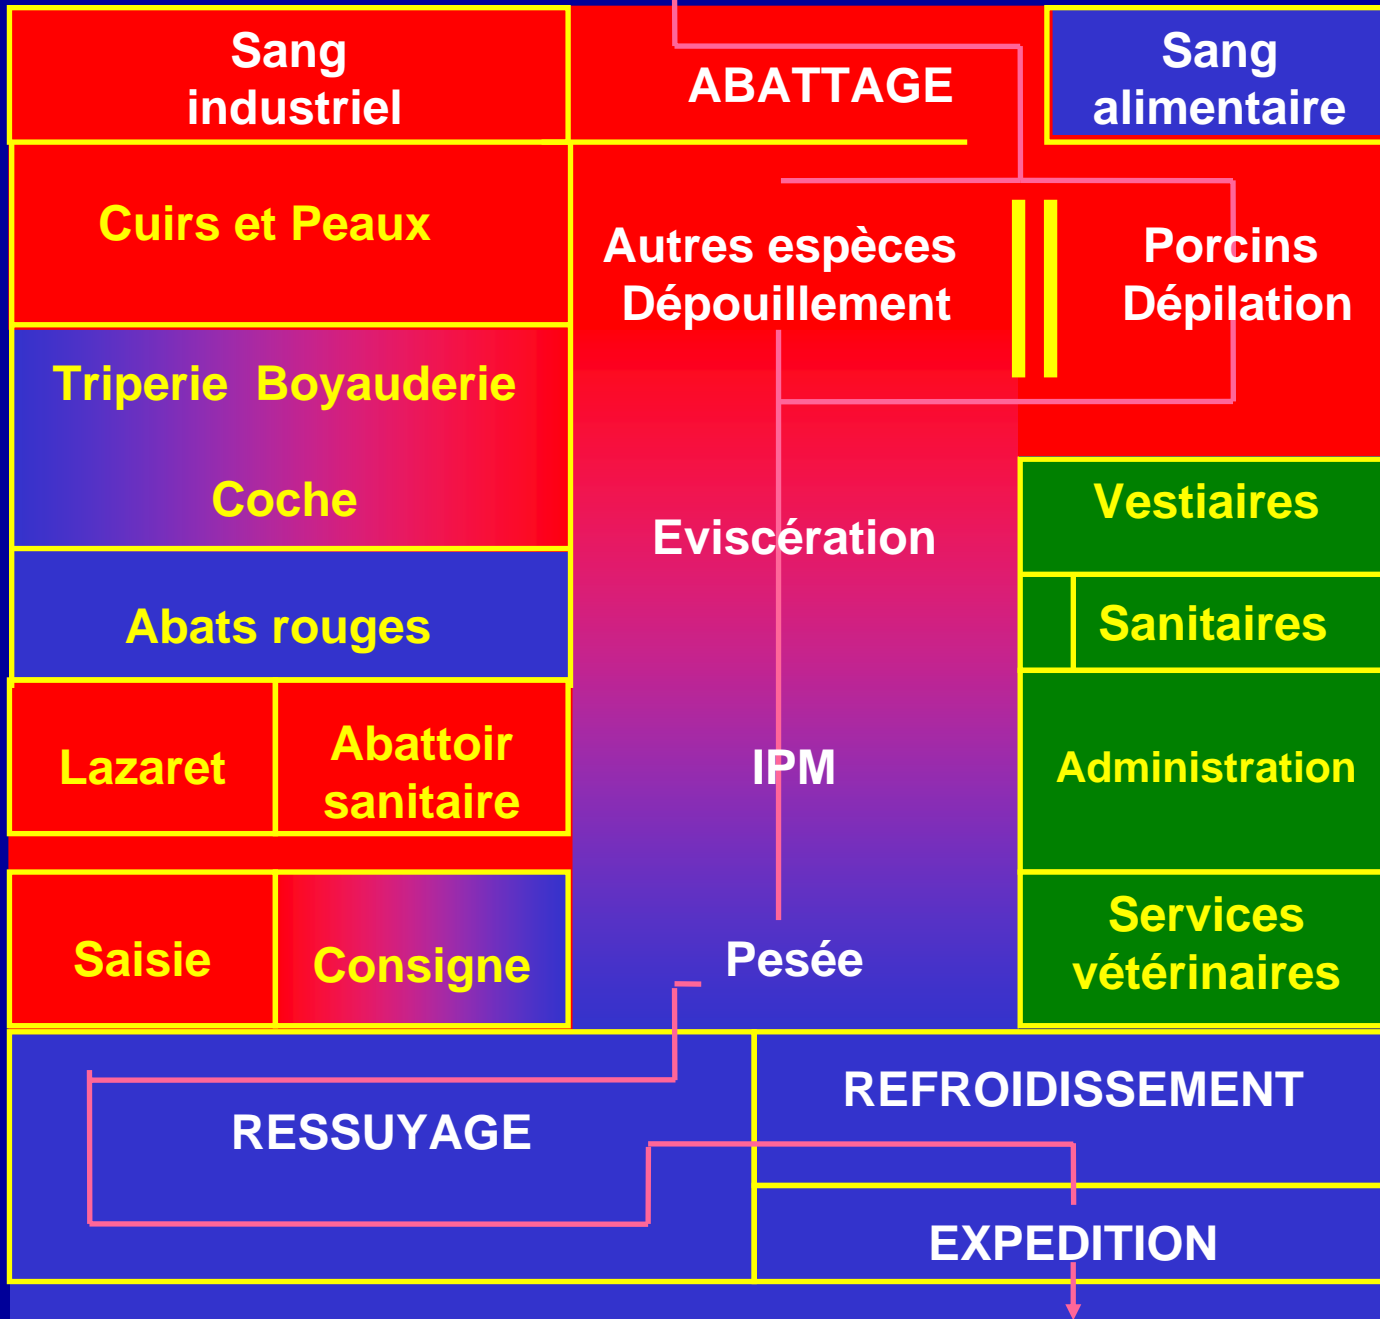 Sang
industriel
ABATTAGE
Sang
alimentaire
Cuirs et Peaux
Autres espèces
Dépouillement
Porcins
Dépilation
Triperie Boyauderie
Coche
Eviscération
Vestiaires
Abats rouges
Sanitaires
Lazaret
Abattoir
sanitaire
IPM
Administration
Saisie
Consigne
Pesée
Services
vétérinaires
RESSUYAGE
REFROIDISSEMENT
EXPEDITION